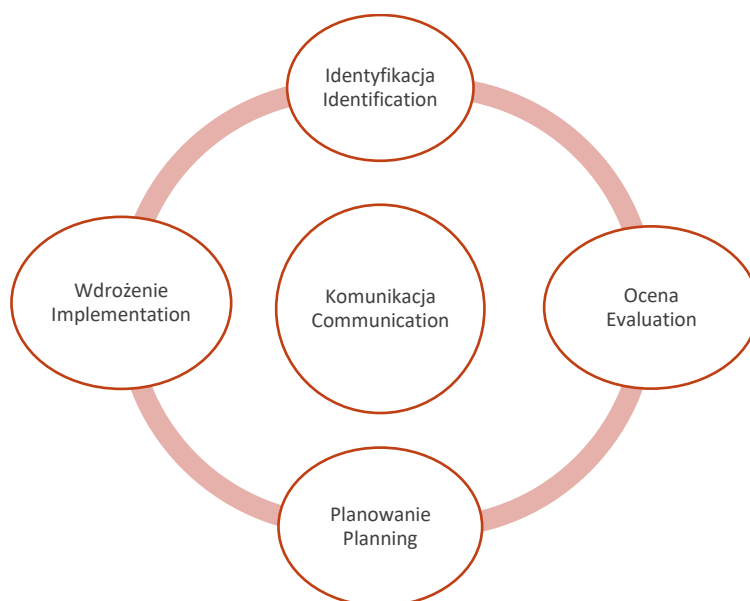 Identyfikacja
Identification
Wdrożenie
Implementation
Komunikacja
Communication
Ocena
Evaluation
Planowanie
Planning